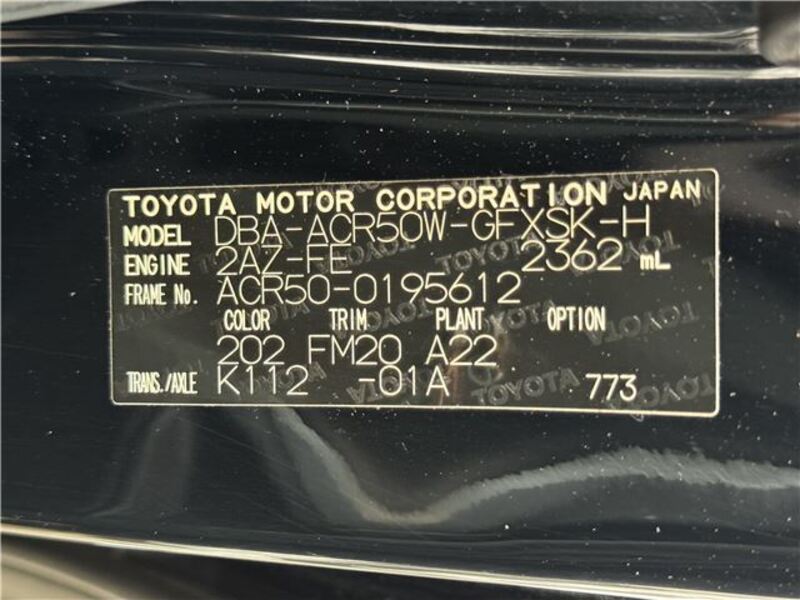 TOYOTA MOTOR CORPORATION JAPAN
MODEL DBA-ACR50W-GFXSK-H
ENGINE 2AZ-FE 2362 mL
FRAME No. ACR50-0195612
COLOR TRIM PLANT OPTION
202 FM20 A22
TRANS./AXLE K112 -01A 773